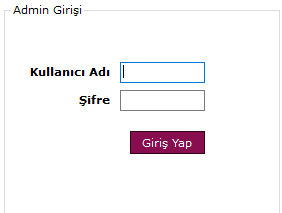 Admin Girişi
Kullanıcı Adı
Şifre
Giriş Yap